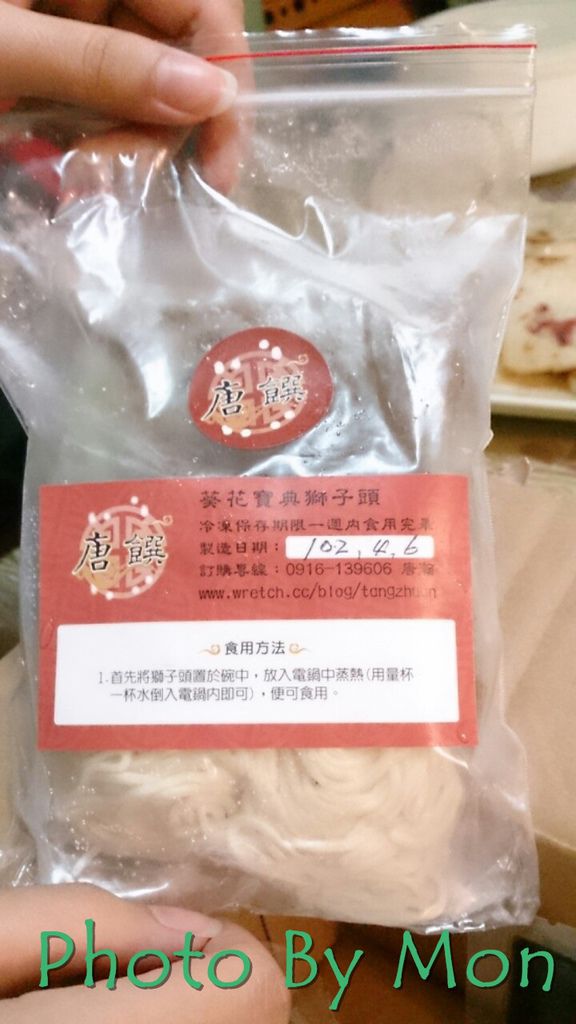 唐饌
唐饌
葵花寶典獅子頭
冷凍保存期限一週內食用完畢
製造日期：102.4.6
訂購專線：0916-139606 唐瀚
www.wretch.cc/blog/tangzhuan
食用方法
1.首先將獅子頭置於碗中，放入電鍋中蒸熱(用量杯
一杯水倒入電鍋內即可)，便可食用。
Photo By Mon